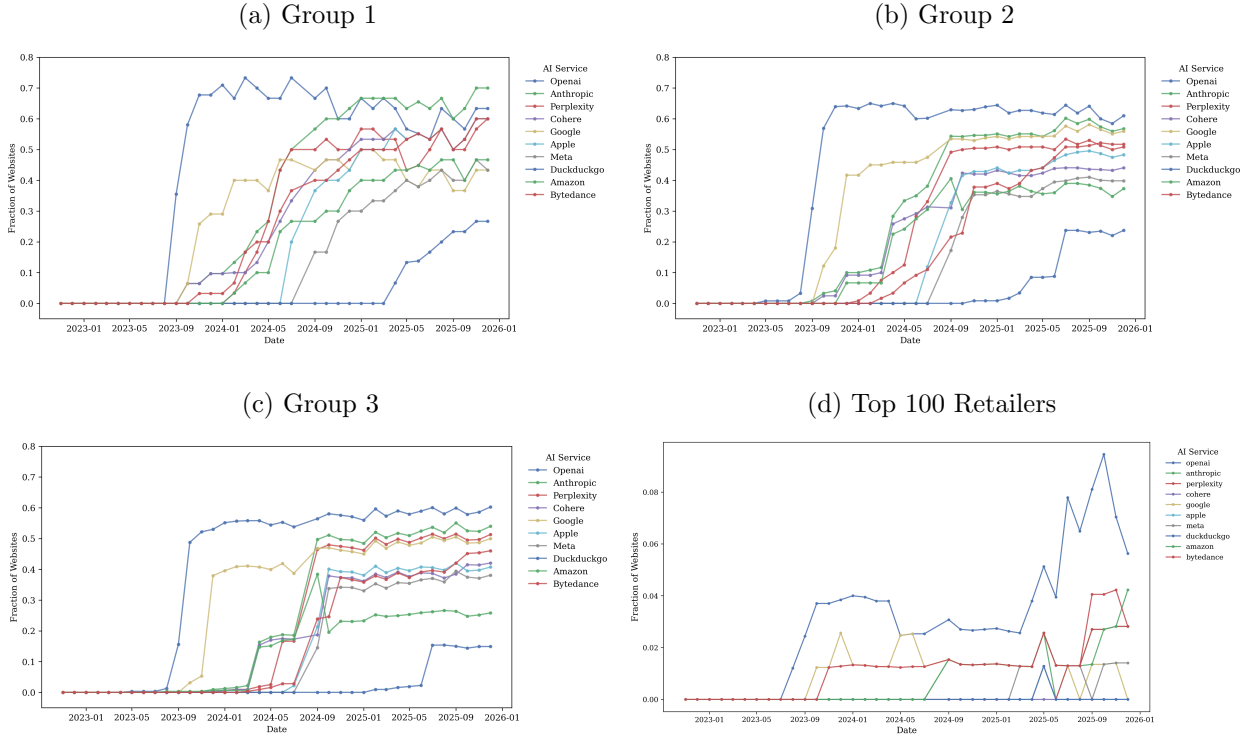 (a) Group 1
0.8
0.7
0.6
0.5
0.4
0.3
0.2
0.1
0.0
Fraction of Websites
2023-01 2023-05 2023-09 2024-01 2024-05 2024-09 2025-01 2025-05 2025-09 2026-01
Date
AI Service
Openai
Anthropic
Perplexity
Cohere
Google
Apple
Meta
Duckduckgo
Amazon
Bytedance
(b) Group 2
0.8
0.7
0.6
0.5
0.4
0.3
0.2
0.1
0.0
Fraction of Websites
2023-01 2023-05 2023-09 2024-01 2024-05 2024-09 2025-01 2025-05 2025-09 2026-01
Date
AI Service
Openai
Anthropic
Perplexity
Cohere
Google
Apple
Meta
Duckduckgo
Amazon
Bytedance
(c) Group 3
0.8
0.7
0.6
0.5
0.4
0.3
0.2
0.1
0.0
Fraction of Websites
2023-01 2023-05 2023-09 2024-01 2024-05 2024-09 2025-01 2025-05 2025-09 2026-01
Date
AI Service
Openai
Anthropic
Perplexity
Cohere
Google
Apple
Meta
Duckduckgo
Amazon
Bytedance
(d) Top 100 Retailers
0.08
0.06
0.04
0.02
0.00
Fraction of Websites
2023-01 2023-05 2023-09 2024-01 2024-05 2024-09 2025-01 2025-05 2025-09 2026-01
Date
AI Service
openai
anthropic
perplexity
cohere
google
apple
meta
duckduckgo
amazon
bytedance